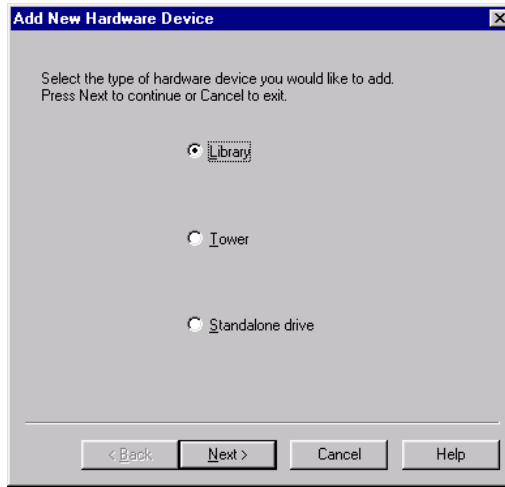 Add New Hardware Device
Select the type of hardware device you would like to add.
Press Next to continue or Cancel to exit.
Library
Tower
Standalone drive
< Back
Next >
Cancel
Help